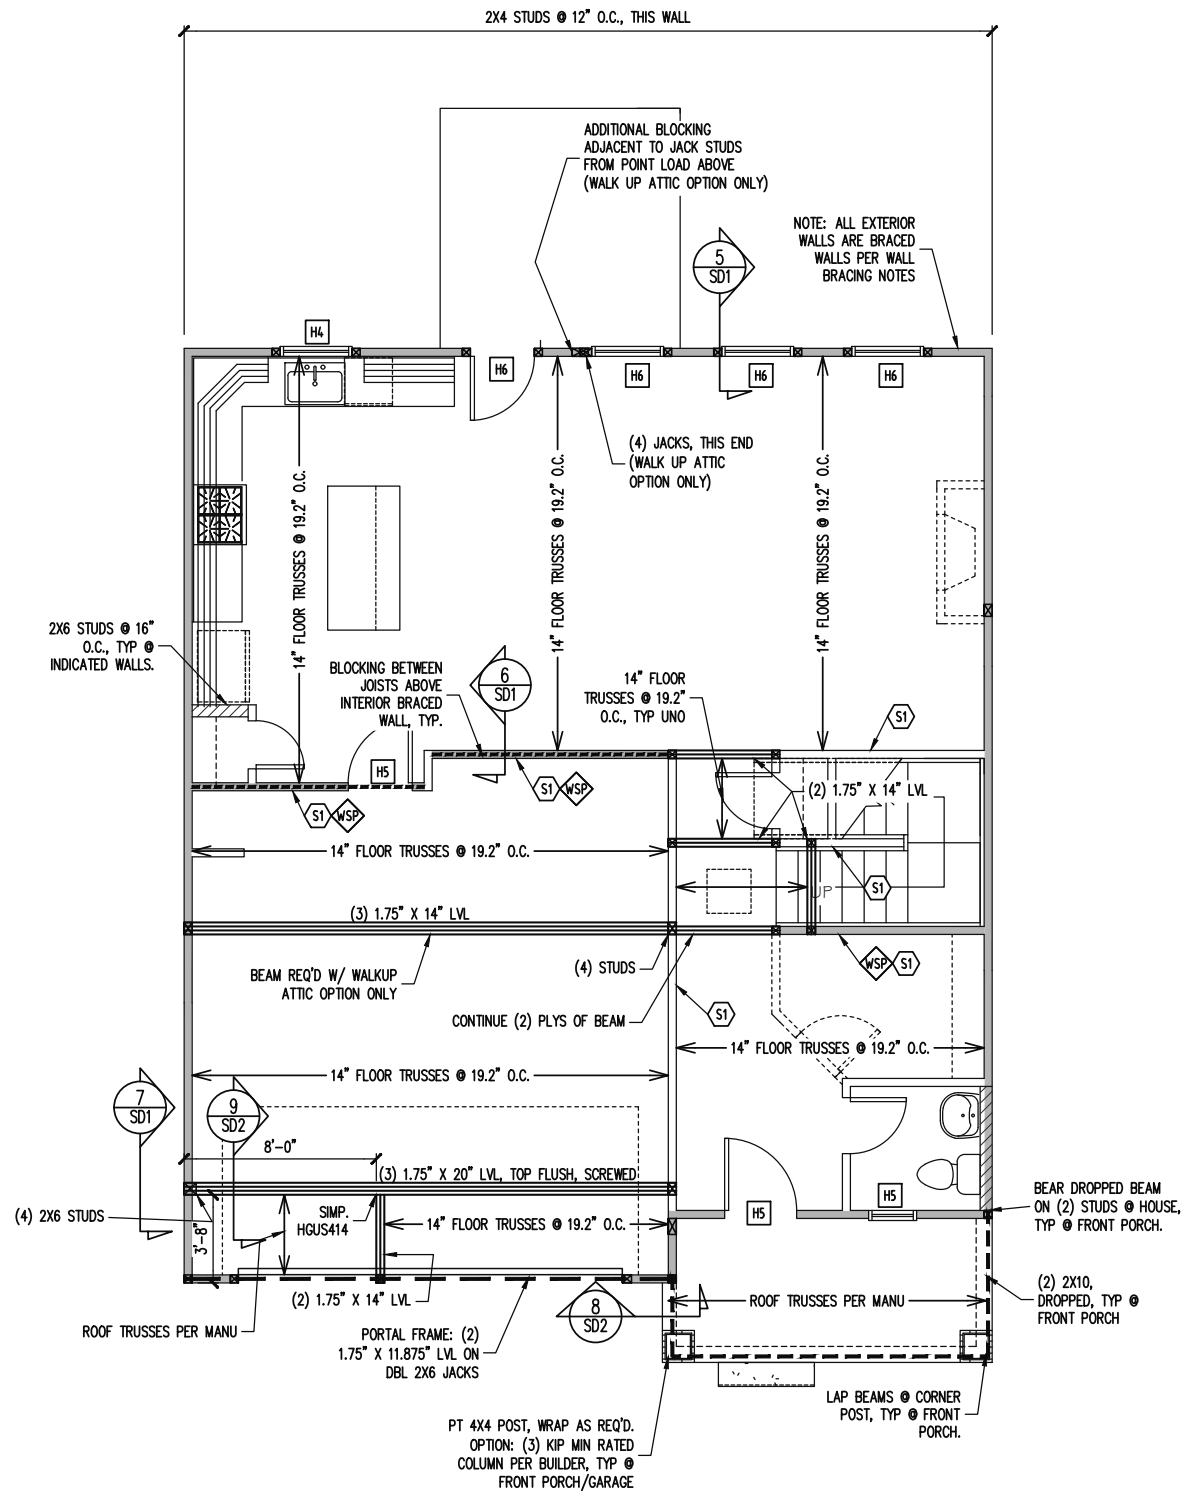 2X4 STUDS @ 12" O.C., THIS WALL
ADDITIONAL BLOCKING
ADJACENT TO JACK STUDS
FROM POINT LOAD ABOVE
(WALK UP ATTIC OPTION ONLY)
NOTE: ALL EXTERIOR
WALLS ARE BRACED
WALLS PER WALL
BRACING NOTES
5
SD1
H4
H6
H6
H6
H6
(4) JACKS, THIS END
(WALK UP ATTIC
OPTION ONLY)
14" FLOOR TRUSSES @ 19.2" O.C.
14" FLOOR TRUSSES @ 19.2" O.C.
14" FLOOR TRUSSES @ 19.2" O.C.
2X6 STUDS @ 16"
O.C., TYP @
INDICATED WALLS.
BLOCKING BETWEEN
JOISTS ABOVE
INTERIOR BRACED
WALL, TYP.
6
SD1
14" FLOOR
TRUSSES @ 19.2"
O.C., TYP UNO
S1
H5
S1
WSP
S1
WSP
(2) 1.75" X 14" LVL
14" FLOOR TRUSSES @ 19.2" O.C.
S1
UP
(3) 1.75" X 14" LVL
BEAM REQ'D W/ WALKUP
ATTIC OPTION ONLY
(4) STUDS
WSP
S1
CONTINUE (2) PLYS OF BEAM
S1
14" FLOOR TRUSSES @ 19.2" O.C.
14" FLOOR TRUSSES @ 19.2" O.C.
7
SD1
9
SD2
8'-0"
(3) 1.75" X 20" LVL, TOP FLUSH, SCREWED
(4) 2X6 STUDS
3'-8"
SIMP.
HGUS414
14" FLOOR TRUSSES @ 19.2" O.C.
H5
H5
BEAR DROPPED BEAM
ON (2) STUDS @ HOUSE,
TYP @ FRONT PORCH.
(2) 1.75" X 14" LVL
8
SD2
ROOF TRUSSES PER MANU
(2) 2X10,
DROPPED, TYP @
FRONT PORCH
ROOF TRUSSES PER MANU
PORTAL FRAME: (2)
1.75" X 11.875" LVL ON
DBL 2X6 JACKS
LAP BEAMS @ CORNER
POST, TYP @ FRONT
PORCH.
PT 4X4 POST, WRAP AS REQ'D.
OPTION: (3) KIP MIN RATED
COLUMN PER BUILDER, TYP @
FRONT PORCH/GARAGE